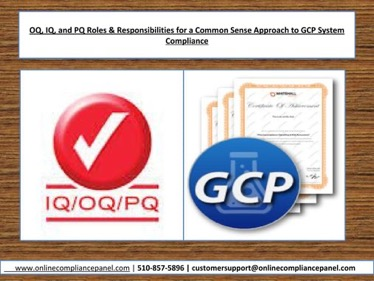 OQ, IQ, and PQ Roles & Responsibilities for a Common Sense Approach to GCP System
Compliance
IQ/OQ/PQ
WHITEHALL
Certificate Of Achievement
GCP
www.onlinecompliancepanel.com | 510-857-5896 | customersupport@onlinecompliancepanel.com